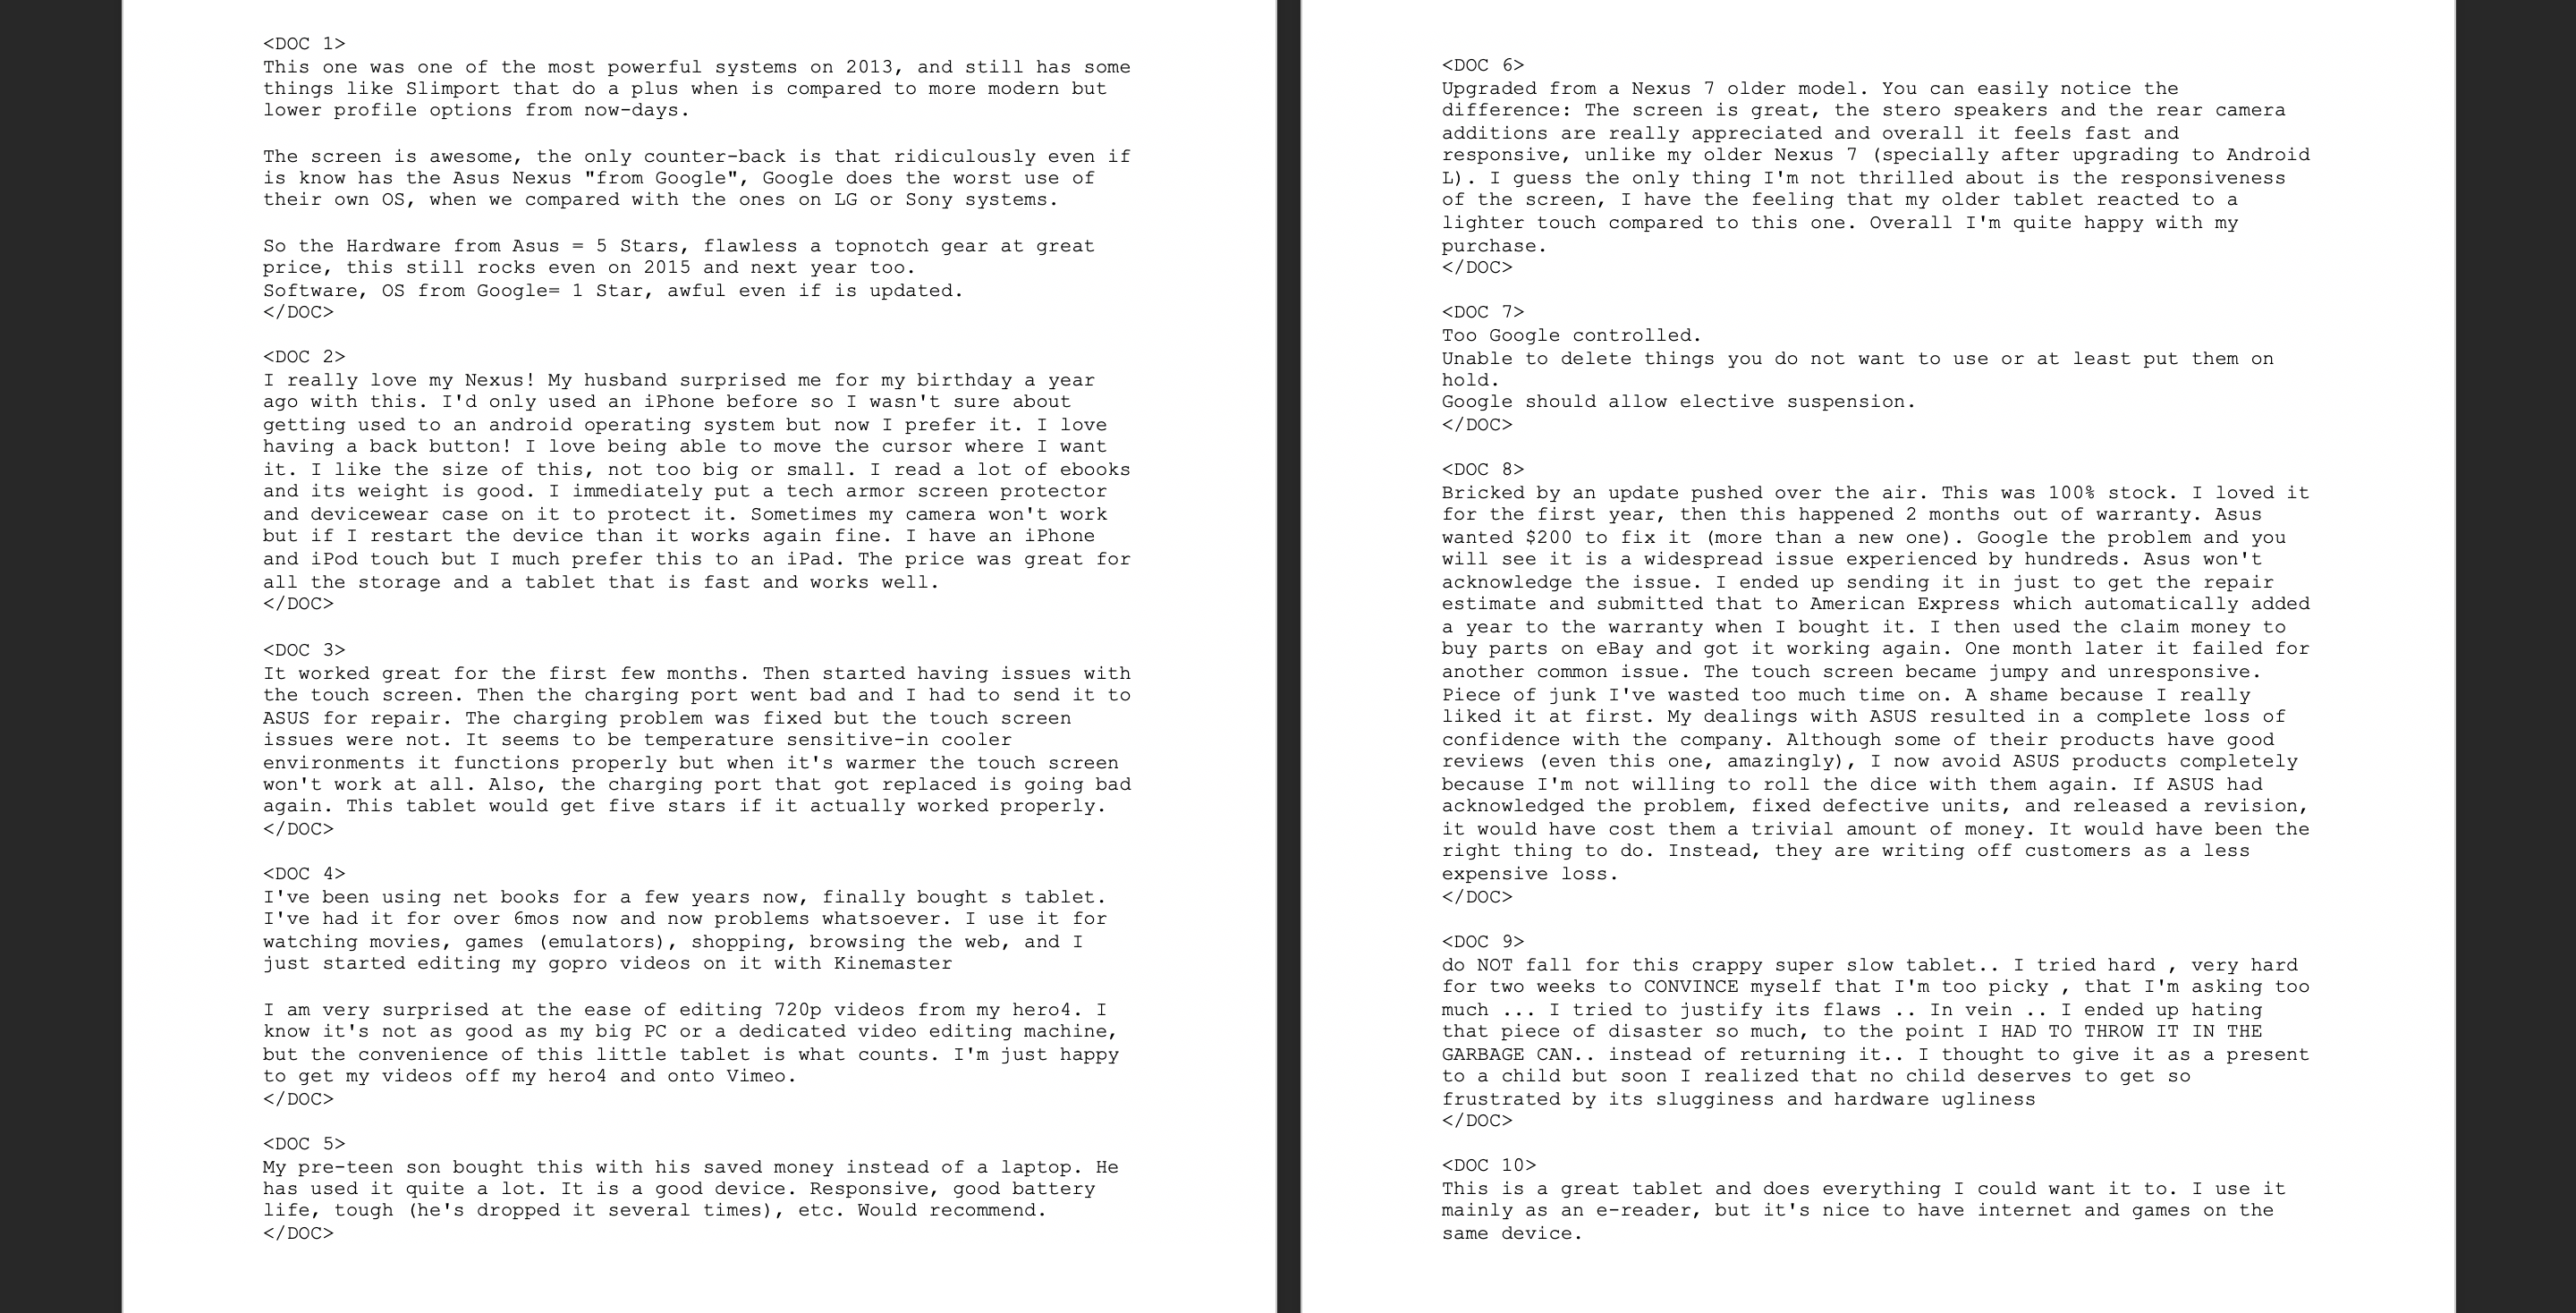 <DOC 1>
This one was one of the most powerful systems on 2013, and still has some
things like Slimport that do a plus when is compared to more modern but
lower profile options from now-days.
The screen is awesome, the only counter-back is that ridiculously even if
is know has the Asus Nexus "from Google", Google does the worst use of
their own OS, when we compared with the ones on LG or Sony systems.
So the Hardware from Asus = 5 Stars, flawless a topnotch gear at great
price, this still rocks even on 2015 and next year too.
Software, OS from Google= 1 Star, awful even if is updated.
</DOC>
<DOC 2>
I really love my Nexus! My husband surprised me for my birthday a year
ago with this. I'd only used an iPhone before so I wasn't sure about
getting used to an android operating system but now I prefer it. I love
having a back button! I love being able to move the cursor where I want
it. I like the size of this, not too big or small. I read a lot of ebooks
and its weight is good. I immediately put a tech armor screen protector
and devicewear case on it to protect it. Sometimes my camera won't work
but if I restart the device than it works again fine. I have an iPhone
and iPod touch but I much prefer this to an iPad. The price was great for
all the storage and a tablet that is fast and works well.
</DOC>
<DOC 3>
It worked great for the first few months. Then started having issues with
the touch screen. Then the charging port went bad and I had to send it to
ASUS for repair. The charging problem was fixed but the touch screen
issues were not. It seems to be temperature sensitive-in cooler
environments it functions properly but when it's warmer the touch screen
won't work at all. Also, the charging port that got replaced is going bad
again. This tablet would get five stars if it actually worked properly.
</DOC>
<DOC 4>
I've been using net books for a few years now, finally bought s tablet.
I've had it for over 6mos now and now problems whatsoever. I use it for
watching movies, games (emulators), shopping, browsing the web, and I
just started editing my gopro videos on it with Kinemaster
I am very surprised at the ease of editing 720p videos from my hero4. I
know it's not as good as my big PC or a dedicated video editing machine,
but the convenience of this little tablet is what counts. I'm just happy
to get my videos off my hero4 and onto Vimeo.
</DOC>
<DOC 5>
My pre-teen son bought this with his saved money instead of a laptop. He
has used it quite a lot. It is a good device. Responsive, good battery
life, tough (he's dropped it several times), etc. Would recommend.
</DOC>
<DOC 6>
Upgraded from a Nexus 7 older model. You can easily notice the
difference: The screen is great, the stero speakers and the rear camera
additions are really appreciated and overall it feels fast and
responsive, unlike my older Nexus 7 (specially after upgrading to Android
L). I guess the only thing I'm not thrilled about is the responsiveness
of the screen, I have the feeling that my older tablet reacted to a
lighter touch compared to this one. Overall I'm quite happy with my
purchase.
</DOC>
<DOC 7>
Too Google controlled.
Unable to delete things you do not want to use or at least put them on
hold.
Google should allow elective suspension.
</DOC>
<DOC 8>
Bricked by an update pushed over the air. This was 100% stock. I loved it
for the first year, then this happened 2 months out of warranty. Asus
wanted $200 to fix it (more than a new one). Google the problem and you
will see it is a widespread issue experienced by hundreds. Asus won't
acknowledge the issue. I ended up sending it in just to get the repair
estimate and submitted that to American Express which automatically added
a year to the warranty when I bought it. I then used the claim money to
buy parts on eBay and got it working again. One month later it failed for
another common issue. The touch screen became jumpy and unresponsive.
Piece of junk I've wasted too much time on. A shame because I really
liked it at first. My dealings with ASUS resulted in a complete loss of
confidence with the company. Although some of their products have good
reviews (even this one, amazingly), I now avoid ASUS products completely
because I'm not willing to roll the dice with them again. If ASUS had
acknowledged the problem, fixed defective units, and released a revision,
it would have cost them a trivial amount of money. It would have been the
right thing to do. Instead, they are writing off customers as a less
expensive loss.
</DOC>
<DOC 9>
do NOT fall for this crappy super slow tablet.. I tried hard , very hard
for two weeks to CONVINCE myself that I'm too picky , that I'm asking too
much ... I tried to justify its flaws .. In vein .. I ended up hating
that piece of disaster so much, to the point I HAD TO THROW IT IN THE
GARBAGE CAN.. instead of returning it.. I thought to give it as a present
to a child but soon I realized that no child deserves to get so
frustrated by its slugginess and hardware ugliness
</DOC>
<DOC 10>
This is a great tablet and does everything I could want it to. I use it
mainly as an e-reader, but it's nice to have internet and games on the
same device.